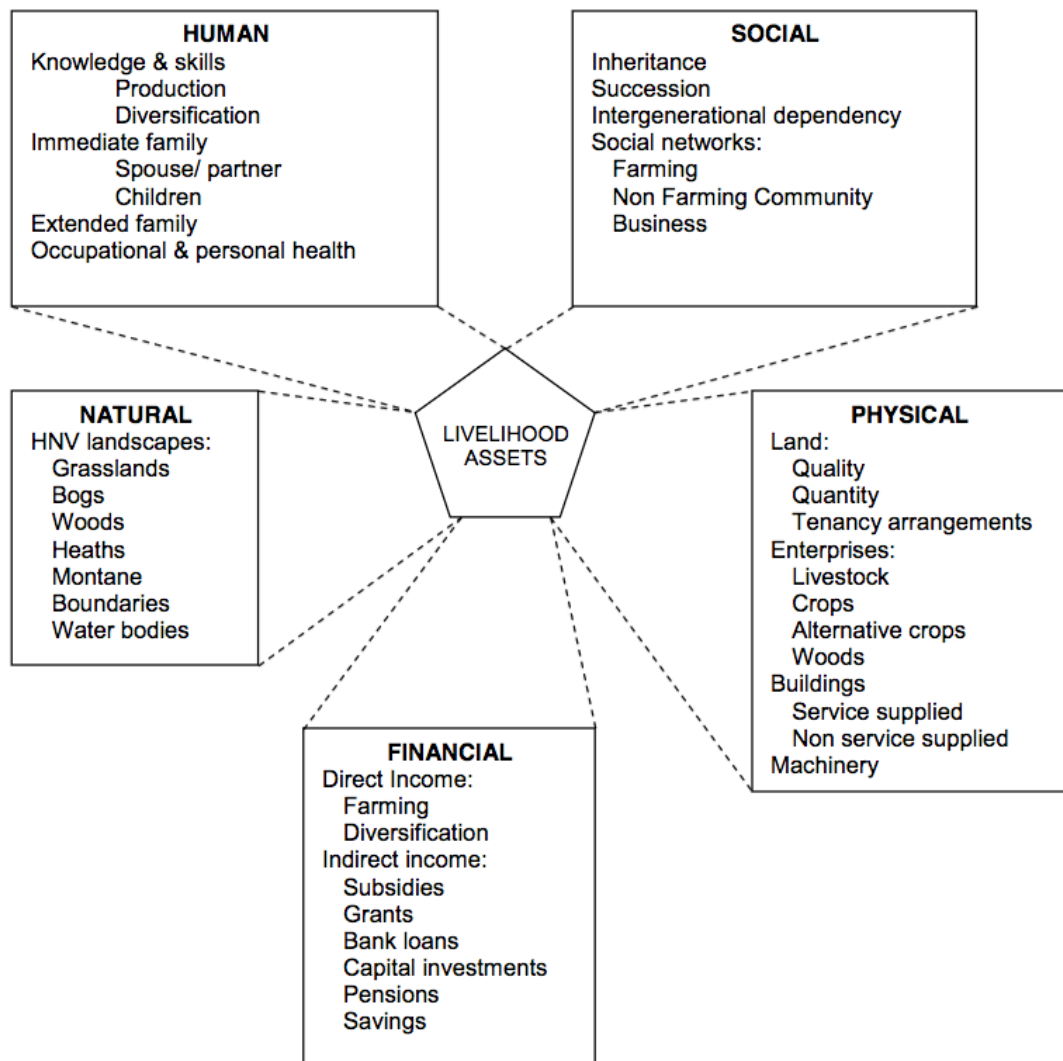 HUMAN
Knowledge & skills
Production
Diversification
Immediate family
Spouse/ partner
Children
Extended family
Occupational & personal health
SOCIAL
Inheritance
Succession
Intergenerational dependency
Social networks:
Farming
Non Farming Community
Business
LIVELIHOOD
ASSETS
NATURAL
HNV landscapes:
Grasslands
Bogs
Woods
Heaths
Montane
Boundaries
Water bodies
PHYSICAL
Land:
Quality
Quantity
Tenancy arrangements
Enterprises:
Livestock
Crops
Alternative crops
Woods
Buildings
Service supplied
Non service supplied
Machinery
FINANCIAL
Direct Income:
Farming
Diversification
Indirect income:
Subsidies
Grants
Bank loans
Capital investments
Pensions
Savings